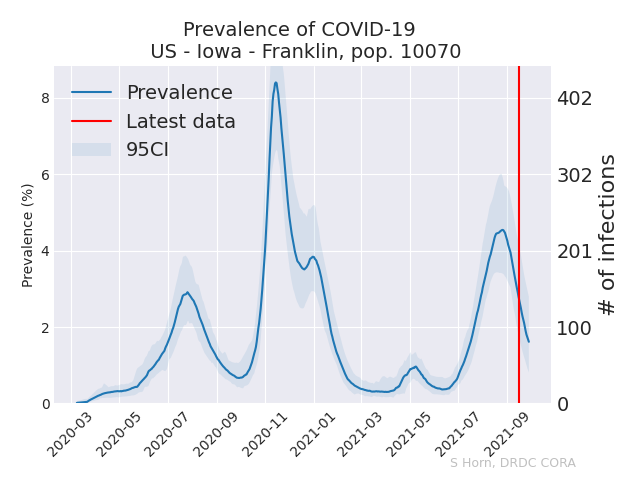 Prevalence of COVID-19
US - Iowa - Franklin, pop. 10070
Prevalence
Latest data
95CI
Prevalence (%)
8
6
4
2
0
402
302
201
100
0
# of infections
2020-03
2020-05
2020-07
2020-09
2020-11
2021-01
2021-03
2021-05
2021-07
2021-09
S Horn, DRDC CORA